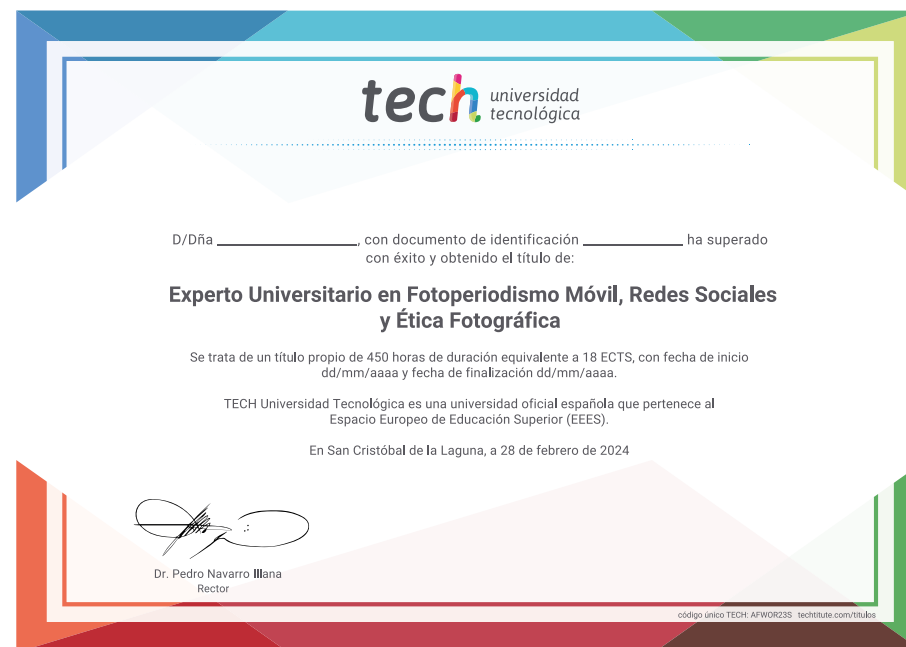 tech universidad
tecnológica
D/Dña ______________, con documento de identificación ____________ ha superado
con éxito y obtenido el título de:
Experto Universitario en Fotoperiodismo Móvil, Redes Sociales
y Ética Fotográfica
Se trata de un título propio de 450 horas de duración equivalente a 18 ECTS, con fecha de inicio
dd/mm/aaaa y fecha de finalización dd/mm/aaaa.
TECH Universidad Tecnológica es una universidad oficial española que pertenece al
Espacio Europeo de Educación Superior (EEES).
En San Cristóbal de la Laguna, a 28 de febrero de 2024
Dr. Pedro Navarro Illana
Rector
código único TECH: AFWOR23S techtitute.com/titulos